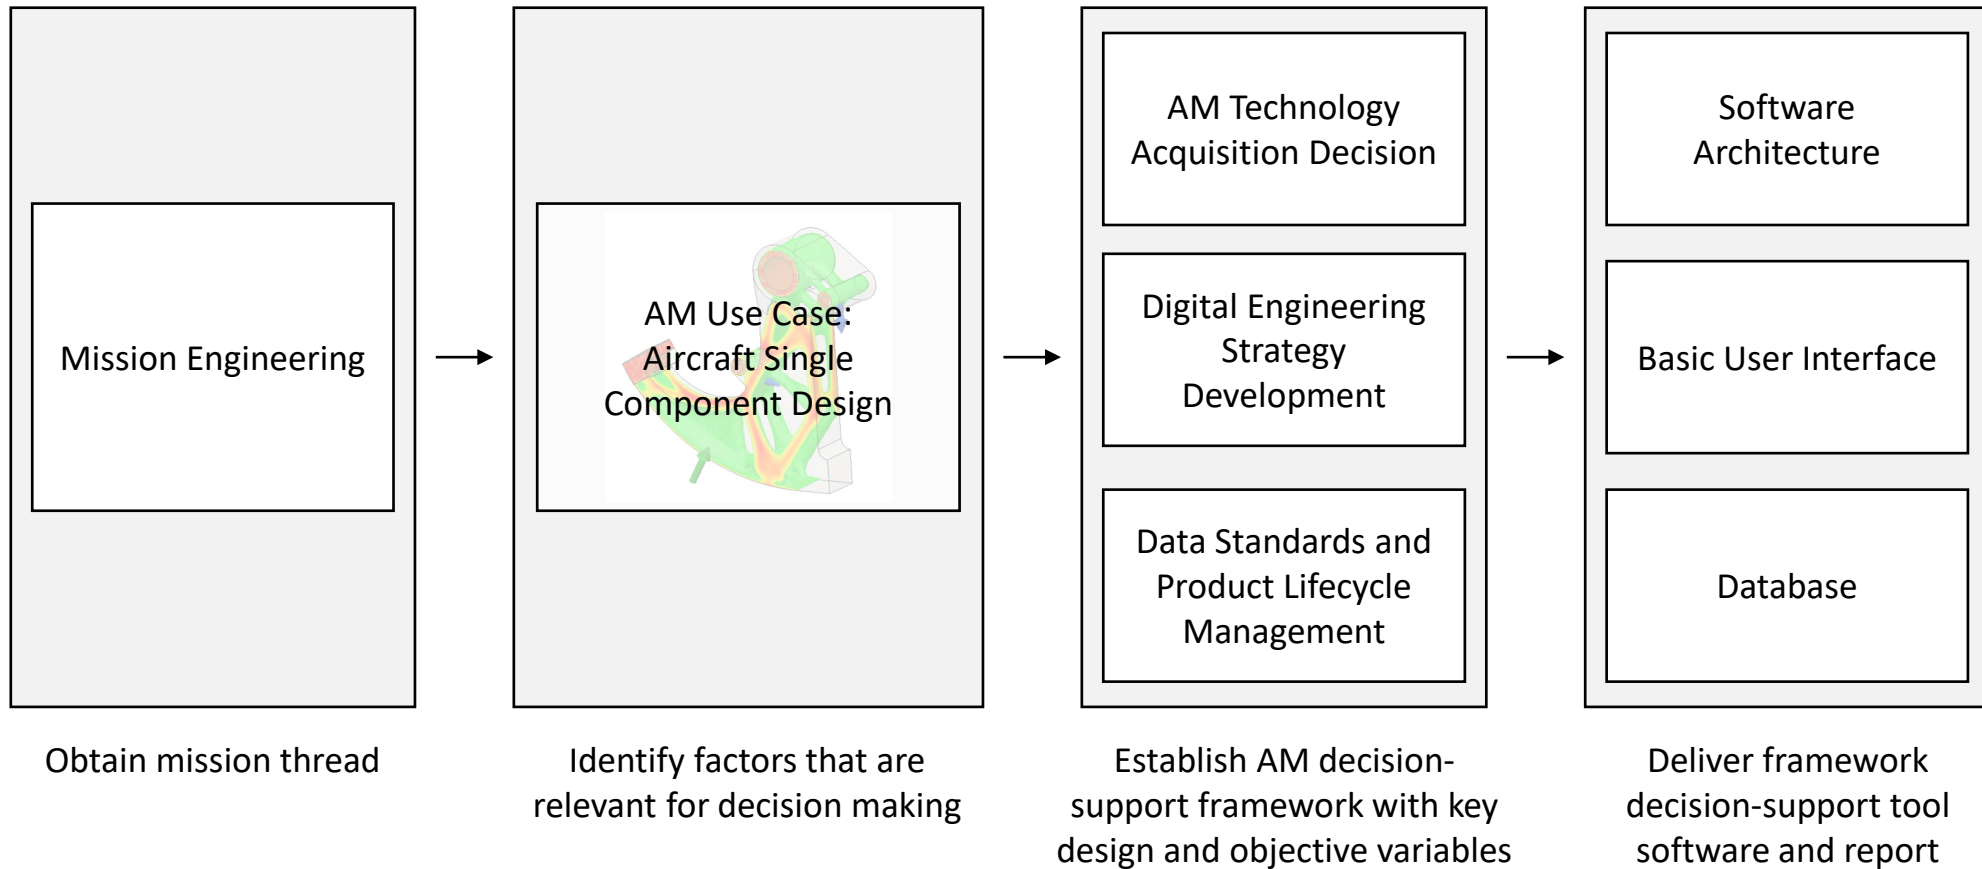 Mission Engineering
AM Use Case:
Aircraft Single
Component Design
AM Technology
Acquisition Decision
Digital Engineering
Strategy
Development
Data Standards and
Product Lifecycle
Management
Software
Architecture
Basic User Interface
Database
Obtain mission thread
Identify factors that are
relevant for decision making
Establish AM decision-
support framework with key
design and objective variables
Deliver framework
decision-support tool
software and report